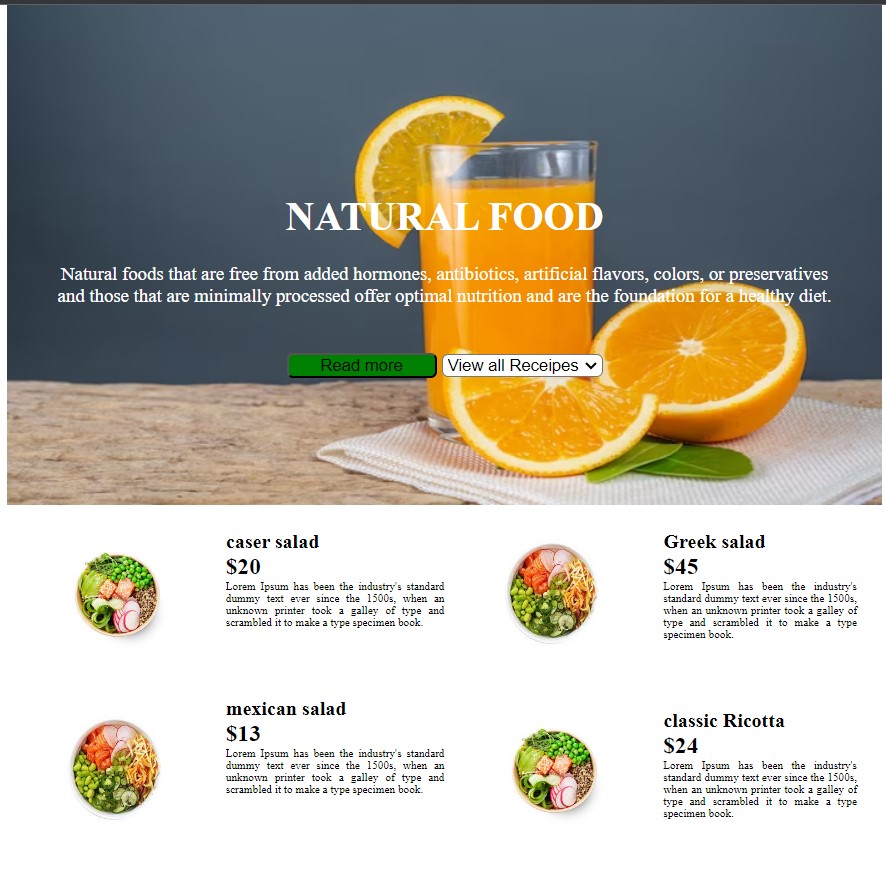 NATURAL FOOD
Natural foods that are free from added hormones, antibiotics, artificial flavors, colors, or preservatives
and those that are minimally processed offer optimal nutrition and are the foundation for a healthy diet.
Read more
View all Receipes
caser salad
$20
Lorem Ipsum has been the industry's standard
dummy text ever since the 1500s, when an
unknown printer took a galley of type and
scrambled it to make a type specimen book.
Greek salad
$45
Lorem Ipsum has been the industry's
standard dummy text ever since the 1500s,
when an unknown printer took a galley of
type and scrambled it to make a type
specimen book.
mexican salad
$13
Lorem Ipsum has been the industry's standard
dummy text ever since the 1500s, when an
unknown printer took a galley of type and
scrambled it to make a type specimen book.
classic Ricotta
$24
Lorem Ipsum has been the industry's
standard dummy text ever since the 1500s,
when an unknown printer took a galley of
type and scrambled it to make a type
specimen book.